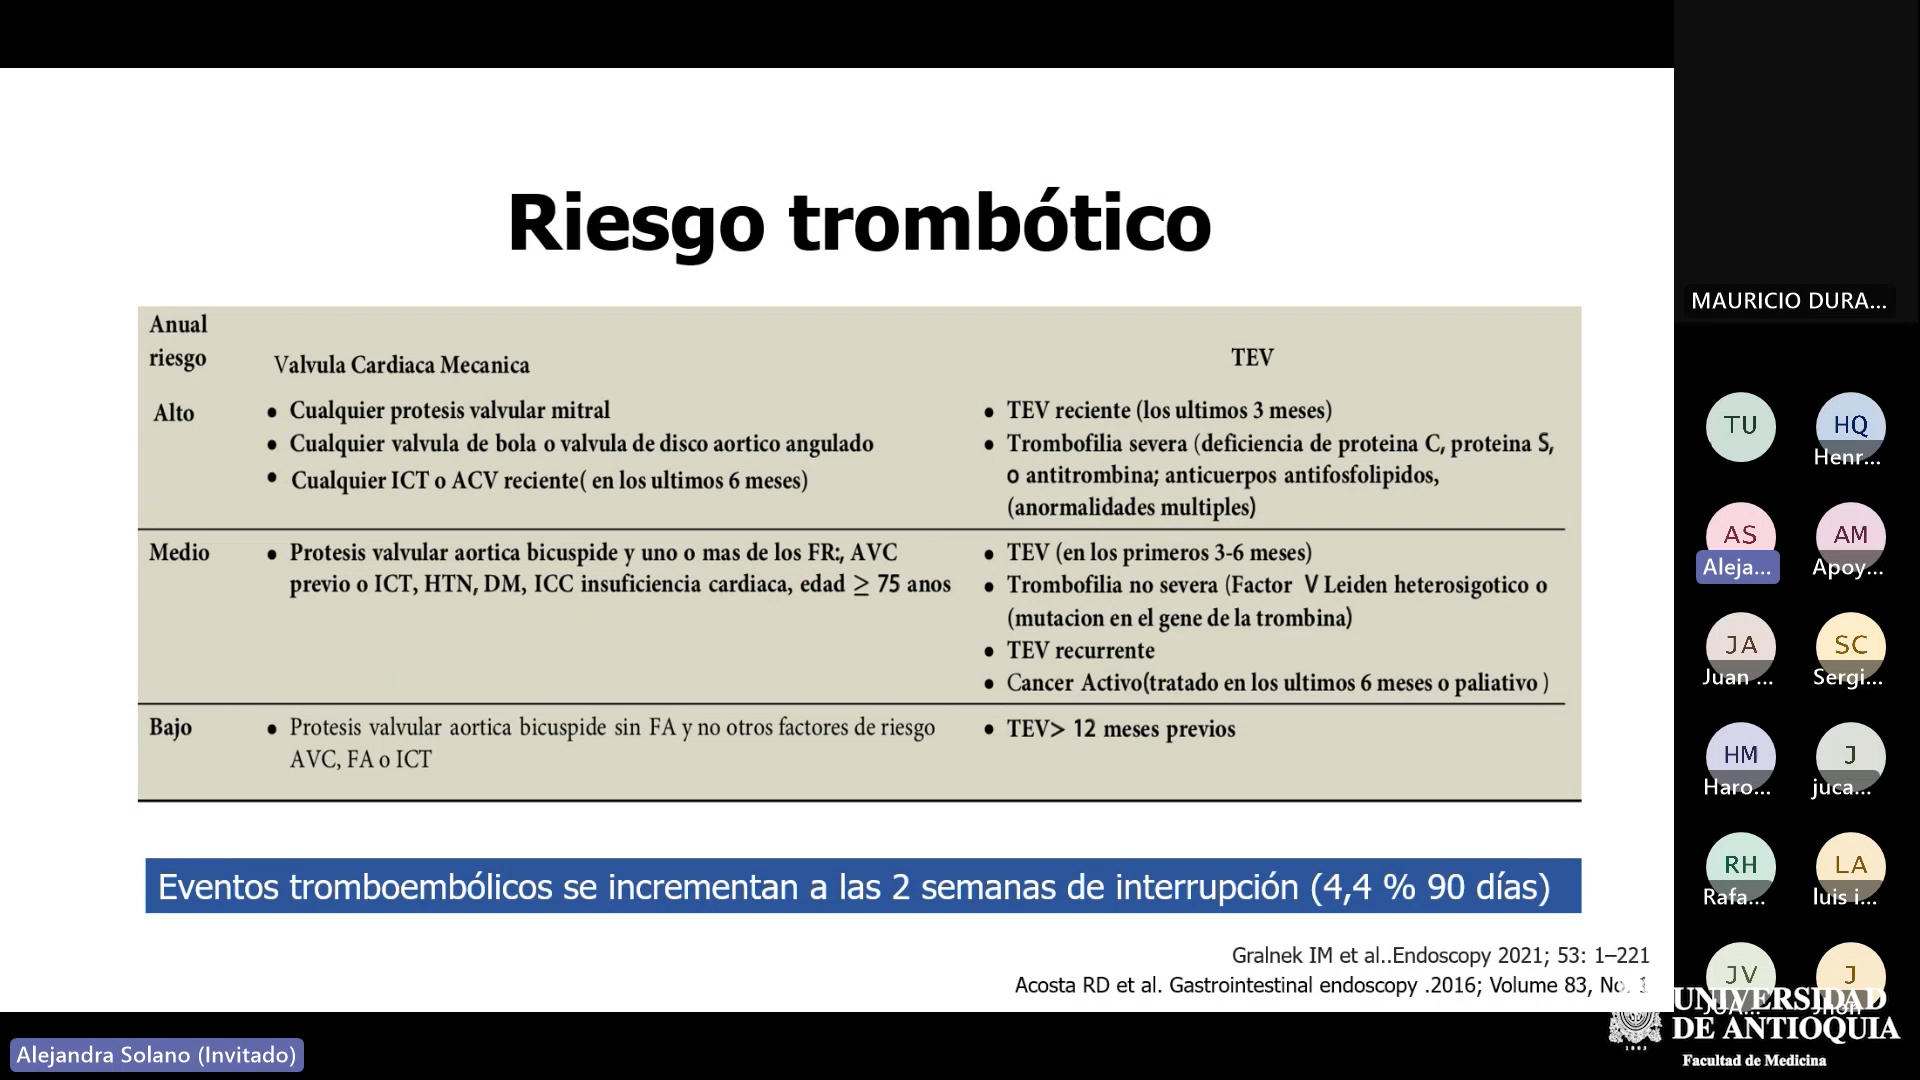 Riesgo trombótico
Anual
riesgo
Valvula Cardiaca Mecanica
TEV
Alto
• Cualquier protesis valvular mitral
• Cualquier valvula de bola o valvula de disco aortico angulado
• Cualquier ICT o ACV reciente( en los ultimos 6 meses)
• TEV reciente (los ultimos 3 meses)
• Trombofilia severa (deficiencia de proteina C, proteina S,
o antitrombina; anticuerpos antifosfolipidos,
(anormalidades multiples)
Medio
• Protesis valvular aortica bicuspide y uno o mas de los FR:, AVC
previo o ICT, HTN, DM, ICC insuficiencia cardiaca, edad ≥ 75 anos
• TEV (en los primeros 3-6 meses)
• Trombofilia no severa (Factor V Leiden heterosigotico o
(mutacion en el gene de la trombina)
• TEV recurrente
• Cancer Activo(tratado en los ultimos 6 meses o paliativo )
Bajo
• Protesis valvular aortica bicuspide sin FA y no otros factores de riesgo
AVC, FA o ICT
• TEV> 12 meses previos
Eventos tromboembólicos se incrementan a las 2 semanas de interrupción (4,4 % 90 días)
Gralnek IM et al..Endoscopy 2021; 53: 1–221
Acosta RD et al. Gastrointestinal endoscopy .2016; Volume 83, No. 1
Alejandra Solano (Invitado)
MAURICIO DURA...
TU
HQ
Henr...
AS
Aleja...
AM
Apoy...
JA
Juan ...
SC
Sergi...
HM
Haro...
J
juca...
RH
Rafa...
LA
luis i...
JV
J
UNIVERSIDAD
DE ANTIOQUIA
1803
Facultad de Medicina